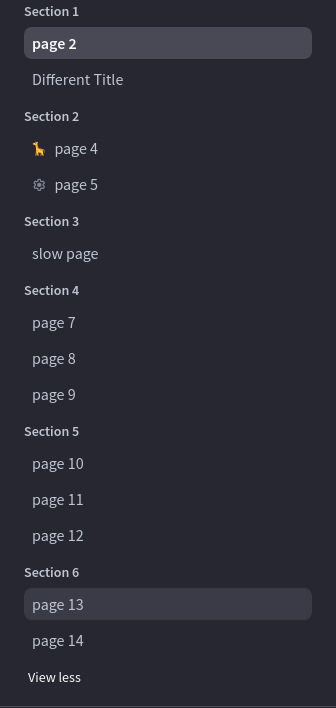 Section 1
page 2
Different Title
Section 2
page 4
page 5
Section 3
slow page
Section 4
page 7
page 8
page 9
Section 5
page 10
page 11
page 12
Section 6
page 13
page 14
View less